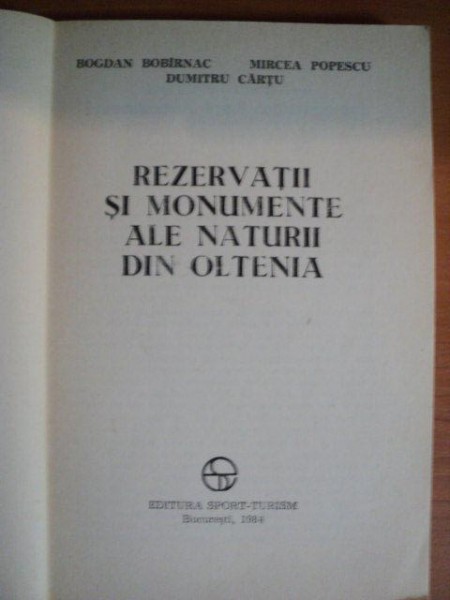 BOGDAN BOBÎRNAC MIRCEA POPESCU
DUMITRU CÂRȚU
REZERVAȚII
ȘI MONUMENTE
ALE NATURII
DIN OLTENIA
EDITURA SPORT-TURISM
București, 1984